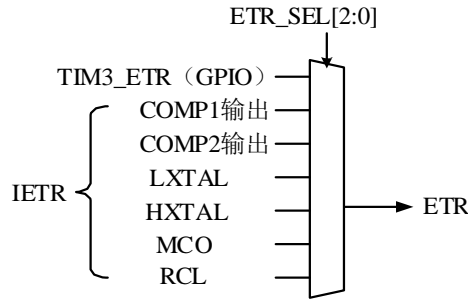 ETR_SEL[2:0]
TIM3_ETR（GPIO）
COMP1输出
COMP2输出
LXTAL
IETR
HXTAL
ETR
MCO
RCL